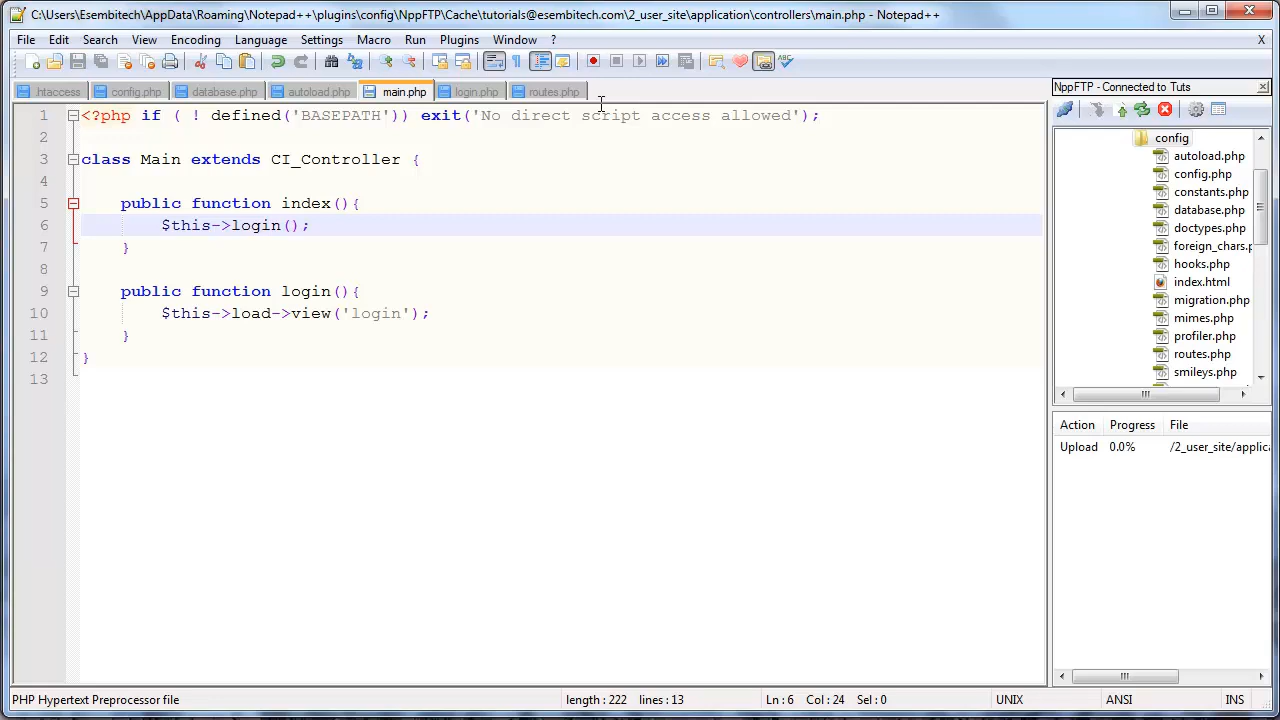 C:\Users\Esembitech\AppData\Roaming\Notepad++\plugins\config\NppFTP\Cache\tutorials@esembitech.com\2_user_site\application\controllers\main.php - Notepad++
File Edit Search View Encoding Language Settings Macro Run Plugins Window ? X
.htaccess config.php database.php autoload.php main.php login.php routes.php
1 <?php if ( ! defined('BASEPATH')) exit('No direct script access allowed');
2
3 class Main extends CI_Controller {
4
5 public function index(){
6 $this->login();
7 }
8
9 public function login(){
10 $this->load->view('login');
11 }
12 }
13
NppFTP - Connected to Tuts
config
autoload.php
config.php
constants.php
database.php
doctypes.php
foreign_chars.p
hooks.php
index.html
migration.php
mimes.php
profiler.php
routes.php
smileys.php
Action Progress File
Upload 0.0% /2_user_site/applica
PHP Hypertext Preprocessor file length : 222 lines : 13 Ln : 6 Col : 24 Sel : 0 UNIX ANSI INS